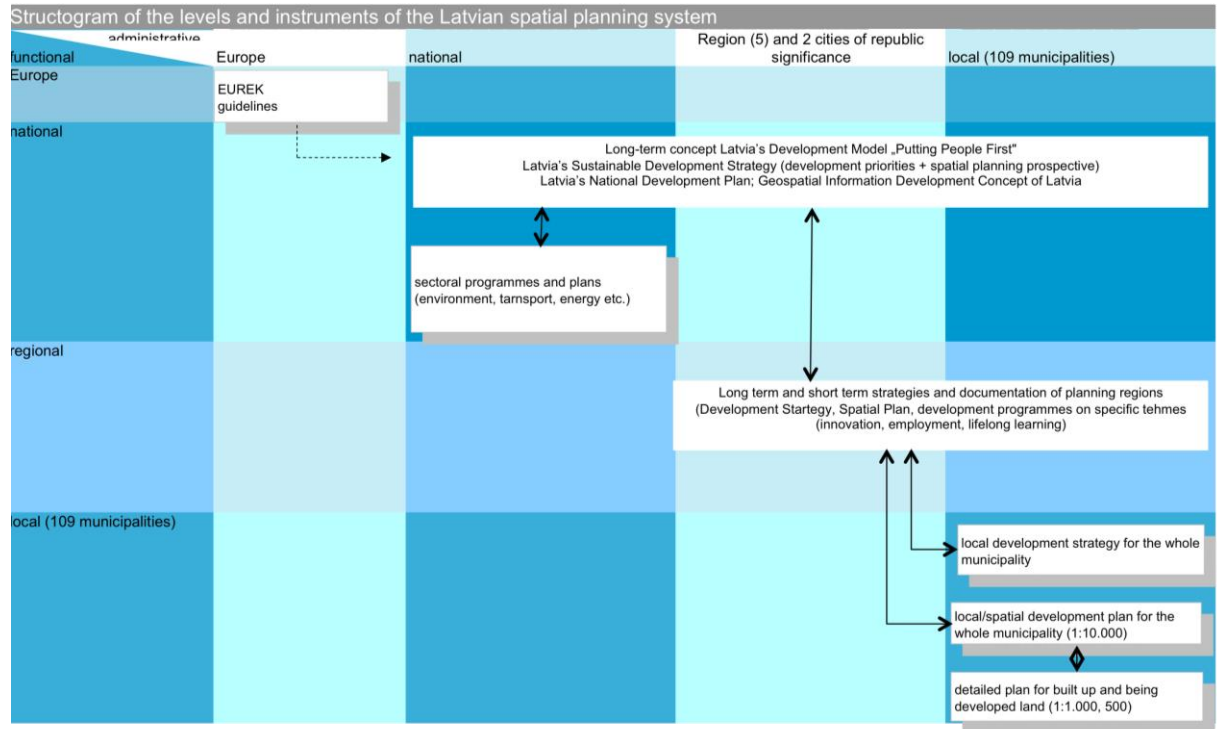 Structogram of the levels and instruments of the Latvian spatial planning system
administrative
functional
Europe
national
Region (5) and 2 cities of republic
significance
local (109 municipalities)
Europe
EUREK
guidelines
national
Long-term concept Latvia's Development Model „Putting People First"
Latvia's Sustainable Development Strategy (development priorities + spatial planning prospective)
Latvia's National Development Plan; Geospatial Information Development Concept of Latvia
sectoral programmes and plans
(environment, tarnsport, energy etc.)
regional
Long term and short term strategies and documentation of planning regions
(Development Startegy, Spatial Plan, development programmes on specific tehmes
(innovation, employment, lifelong learning)
local (109 municipalities)
local development strategy for the whole
municipality
local/spatial development plan for the
whole municipality (1:10.000)
detailed plan for built up and being
developed land (1:1.000, 500)